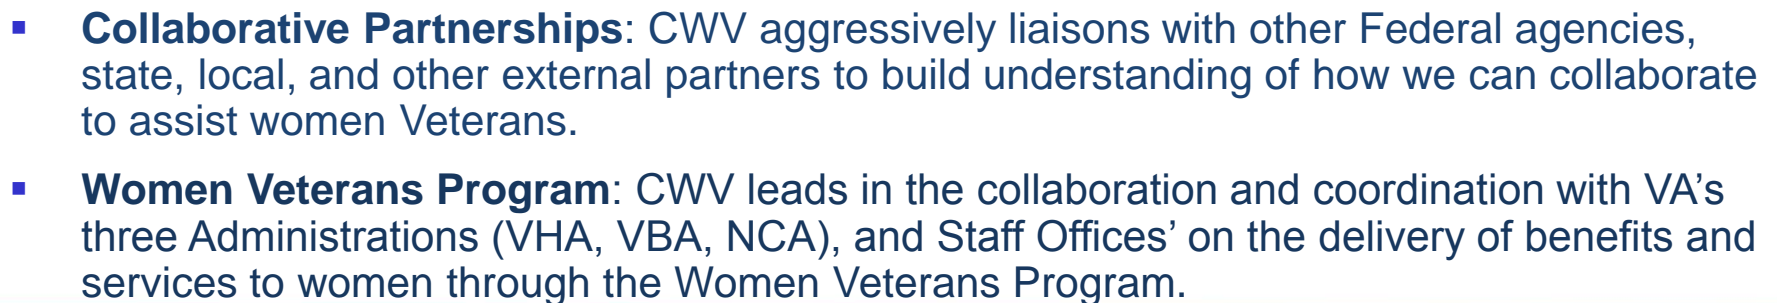 ▪ Collaborative Partnerships: CWV aggressively liaisons with other Federal agencies,
state, local, and other external partners to build understanding of how we can collaborate
to assist women Veterans.
▪ Women Veterans Program: CWV leads in the collaboration and coordination with VA’s
three Administrations (VHA, VBA, NCA), and Staff Offices’ on the delivery of benefits and
services to women through the Women Veterans Program.